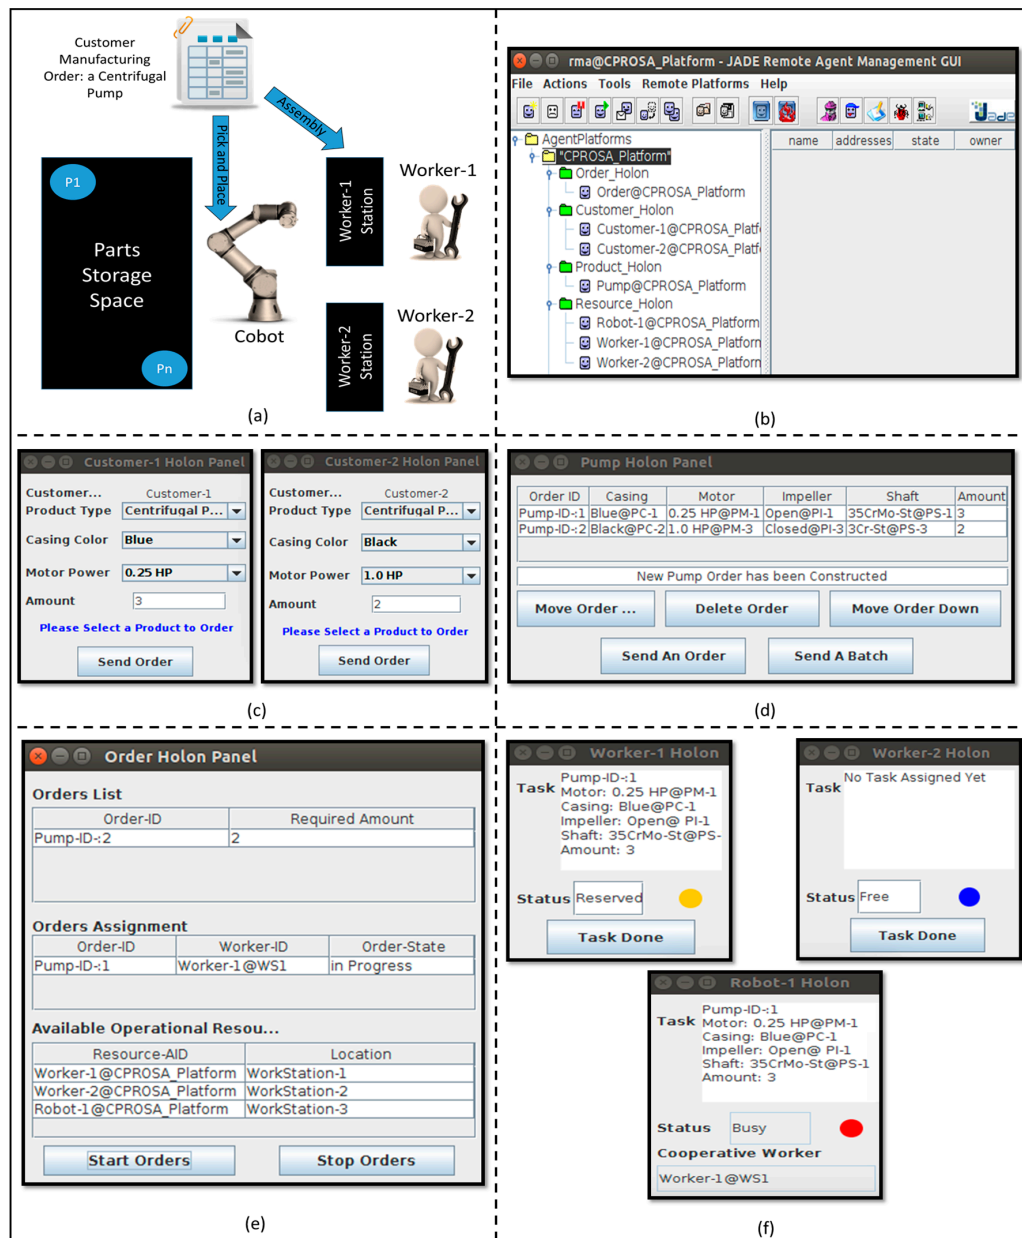 Customer
Manufacturing
Order: a Centrifugal
Pump
Assembly
Pick and Place
P1
Parts
Storage
Space
Pn
Cobot
Worker-1
Station
Worker-1
Worker-2
Station
Worker-2
(a)
rma@CPROSA_Platform - JADE Remote Agent Management GUI
File Actions Tools Remote Platforms Help
Jade
AgentPlatforms
"CPROSA_Platform"
Order_Holon
Order@CPROSA_Platform
Customer_Holon
Customer-1@CPROSA_Platf
Customer-2@CPROSA_Platf
Product_Holon
Pump@CPROSA_Platform
Resource_Holon
Robot-1@CPROSA_Platform
Worker-1@CPROSA_Platforn
Worker-2@CPROSA_Platforn
name addresses state owner
(b)
Customer-1 Holon Panel
Customer... Customer-1
Product Type Centrifugal P...
Casing Color Blue
Motor Power 0.25 HP
Amount 3
Please Select a Product to Order
Send Order
Customer-2 Holon Panel
Customer... Customer-2
Product Type Centrifugal P...
Casing Color Black
Motor Power 1.0 HP
Amount 2
Please Select a Product to Order
Send Order
(c)
Pump Holon Panel
Order ID Casing Motor Impeller Shaft Amount
Pump-ID-:1 Blue@PC-1 0.25 HP@PM-1 Open@PI-1 35CrMo-St@PS-1 3
Pump-ID-:2 Black@PC-2 1.0 HP@PM-3 Closed@PI-3 3Cr-St@PS-3 2
New Pump Order has been Constructed
Move Order ... Delete Order Move Order Down
Send An Order Send A Batch
(d)
Order Holon Panel
Orders List
Order-ID Required Amount
Pump-ID-:2 2
Orders Assignment
Order-ID Worker-ID Order-State
Pump-ID-:1 Worker-1@WS1 in Progress
Available Operational Resou...
Resource-AID Location
Worker-1@CPROSA_Platform WorkStation-1
Worker-2@CPROSA_Platform WorkStation-2
Robot-1@CPROSA_Platform WorkStation-3
Start Orders Stop Orders
(e)
Worker-1 Holon
Task Pump-ID-:1
Motor: 0.25 HP@PM-1
Casing: Blue@PC-1
Impeller: Open@ PI-1
Shaft: 35CrMo-St@PS-
Amount: 3
Status Reserved
Task Done
Worker-2 Holon
Task No Task Assigned Yet
Status Free
Task Done
Robot-1 Holon
Task Pump-ID-:1
Motor: 0.25 HP@PM-1
Casing: Blue@PC-1
Impeller: Open@ PI-1
Shaft: 35CrMo-St@PS-1
Amount: 3
Status Busy
Cooperative Worker
Worker-1@WS1
(f)